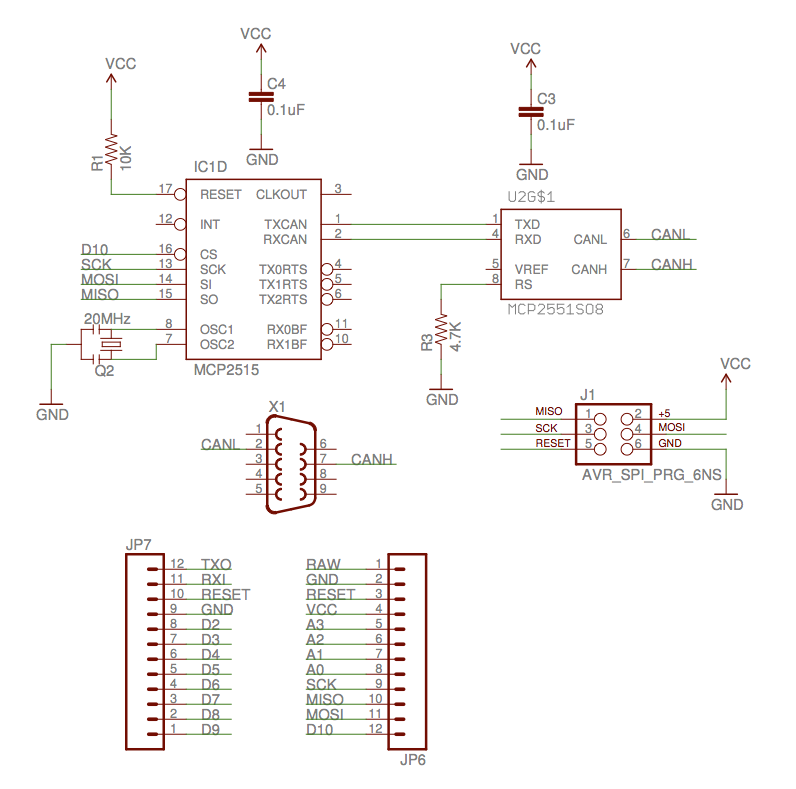 VCC
VCC
VCC
C4
0.1uF
C3
0.1uF
R1
10K
GND
GND
IC1D
U2G$1
17 RESET CLKOUT 3
12 INT TXCAN 1
RXCAN 2
1 TXD
4 RXD CANL 6 CANL
D10 16 CS
SCK 13 SCK TX0RTS 4
MOSI 14 SI TX1RTS 5
MISO 15 SO TX2RTS 6
5 VREF CANH 7 CANH
8 RS
MCP2551SO8
20MHz
8 OSC1 RX0BF 11
7 OSC2 RX1BF 10
Q2
MCP2515
R3
4.7K
GND
GND
VCC
J1
MISO 1 2 +5
SCK 3 4 MOSI
RESET 5 6 GND
AVR_SPI_PRG_6NS
GND
X1
1
CANL 2 6
3 7 CANH
4 8
5 9
JP7
12 TXO
11 RXI
10 RESET
9 GND
8 D2
7 D3
6 D4
5 D5
4 D6
3 D7
2 D8
1 D9
RAW 1
GND 2
RESET 3
VCC 4
A3 5
A2 6
A1 7
A0 8
SCK 9
MISO 10
MOSI 11
D10 12
JP6